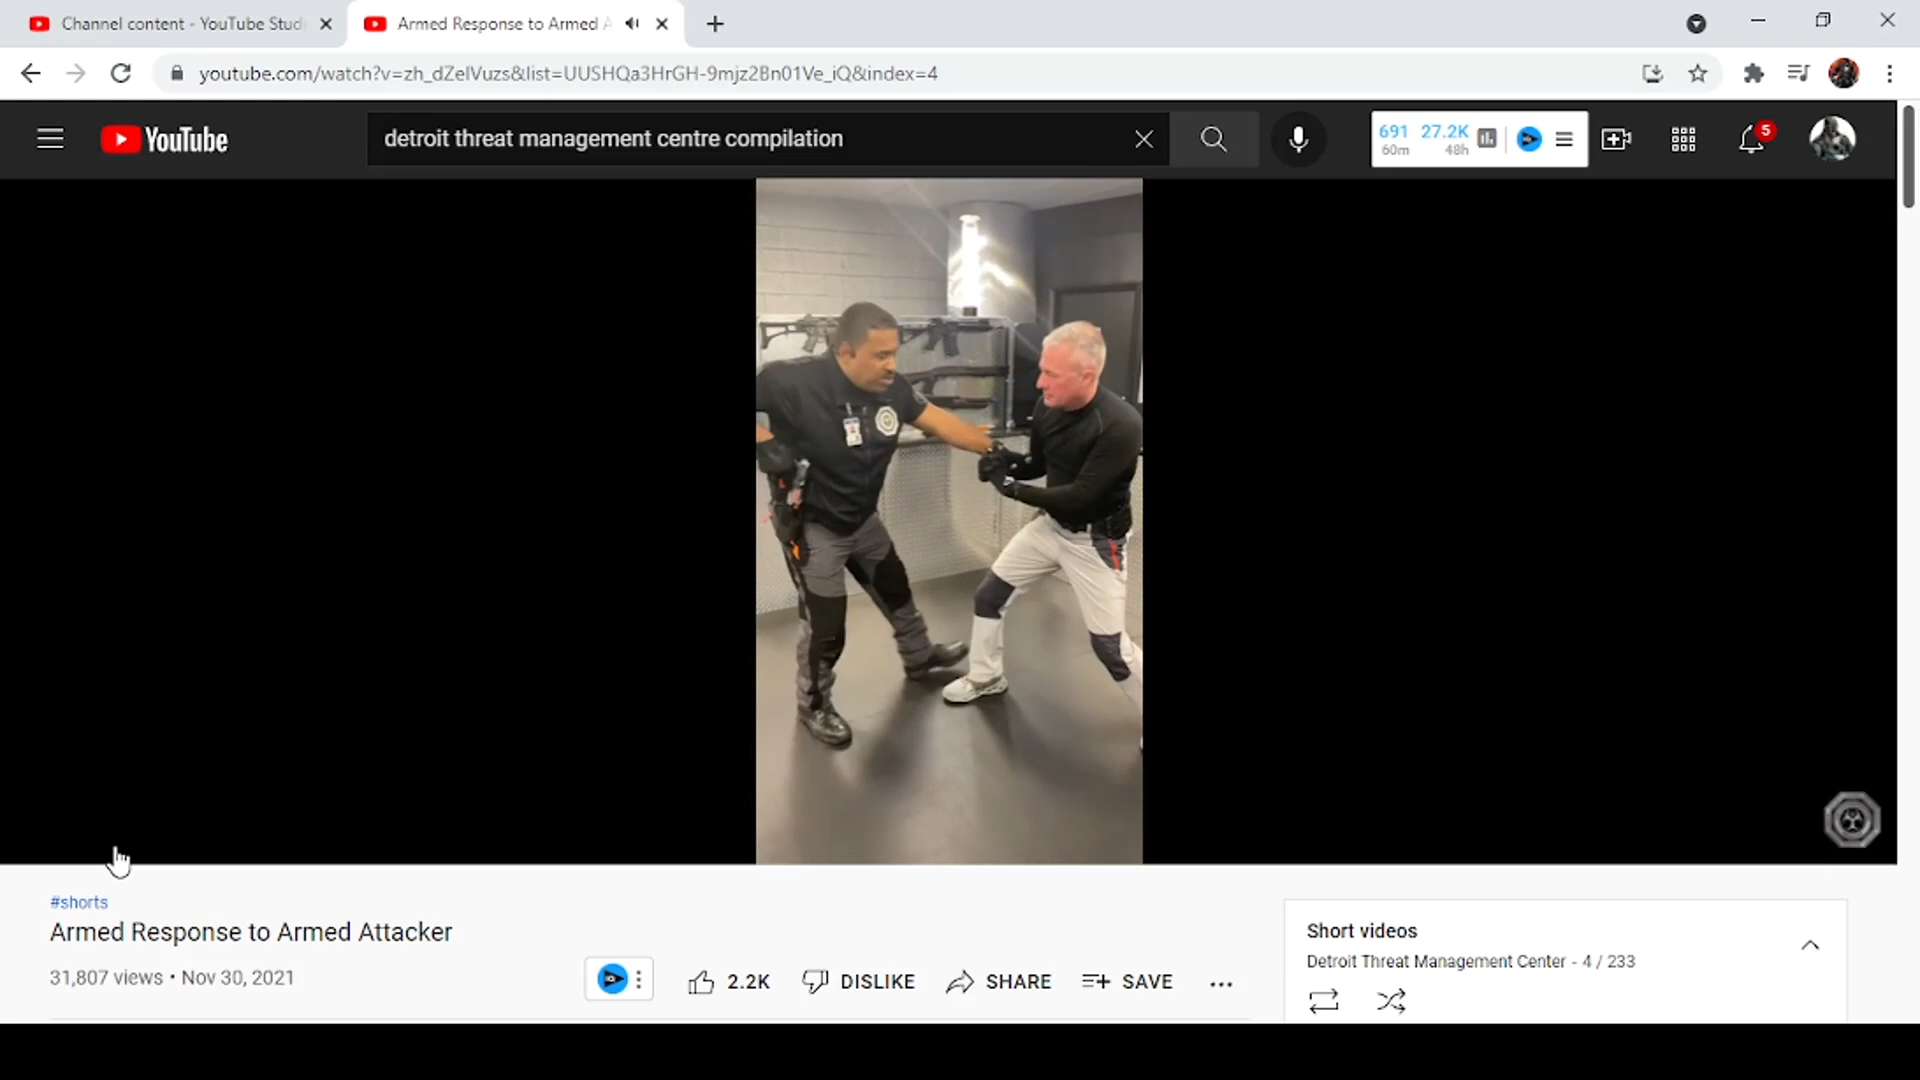 Channel content - YouTube Stud
Armed Response to Armed A
youtube.com/watch?v=zh_dZelVuzs&list=UUSHQa3HrGH-9mjz2Bn01Ve_iQ&index=4
YouTube
detroit threat management centre compilation
691 27.2K
60m 48h
5
#shorts
Armed Response to Armed Attacker
31,807 views • Nov 30, 2021
2.2K DISLIKE SHARE SAVE
Short videos
Detroit Threat Management Center - 4 / 233